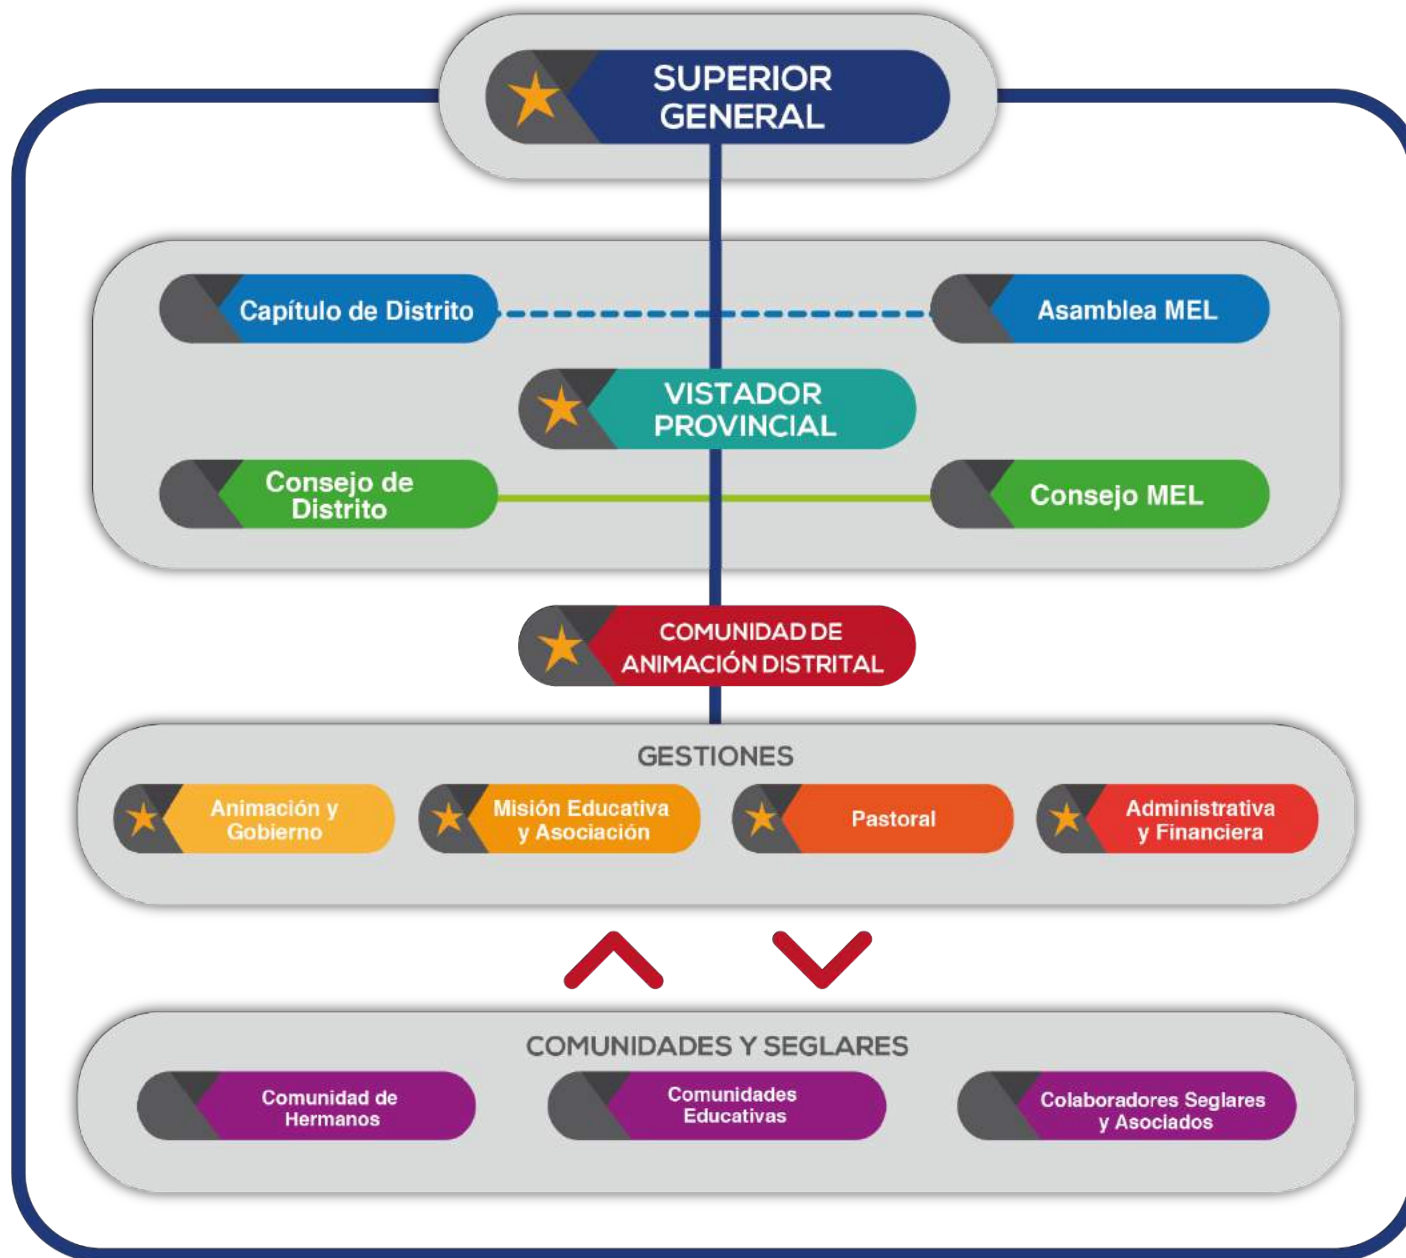 SUPERIOR
GENERAL
Capítulo de Distrito
Asamblea MEL
VISTADOR
PROVINCIAL
Consejo de
Distrito
Consejo MEL
COMUNIDAD DE
ANIMACIÓN DISTRITAL
GESTIONES
Animación y
Gobierno
Misión Educativa
y Asociación
Pastoral
Administrativa
y Financiera
COMUNIDADES Y SEGLARES
Comunidad de
Hermanos
Comunidades
Educativas
Colaboradores Seglares
y Asociados